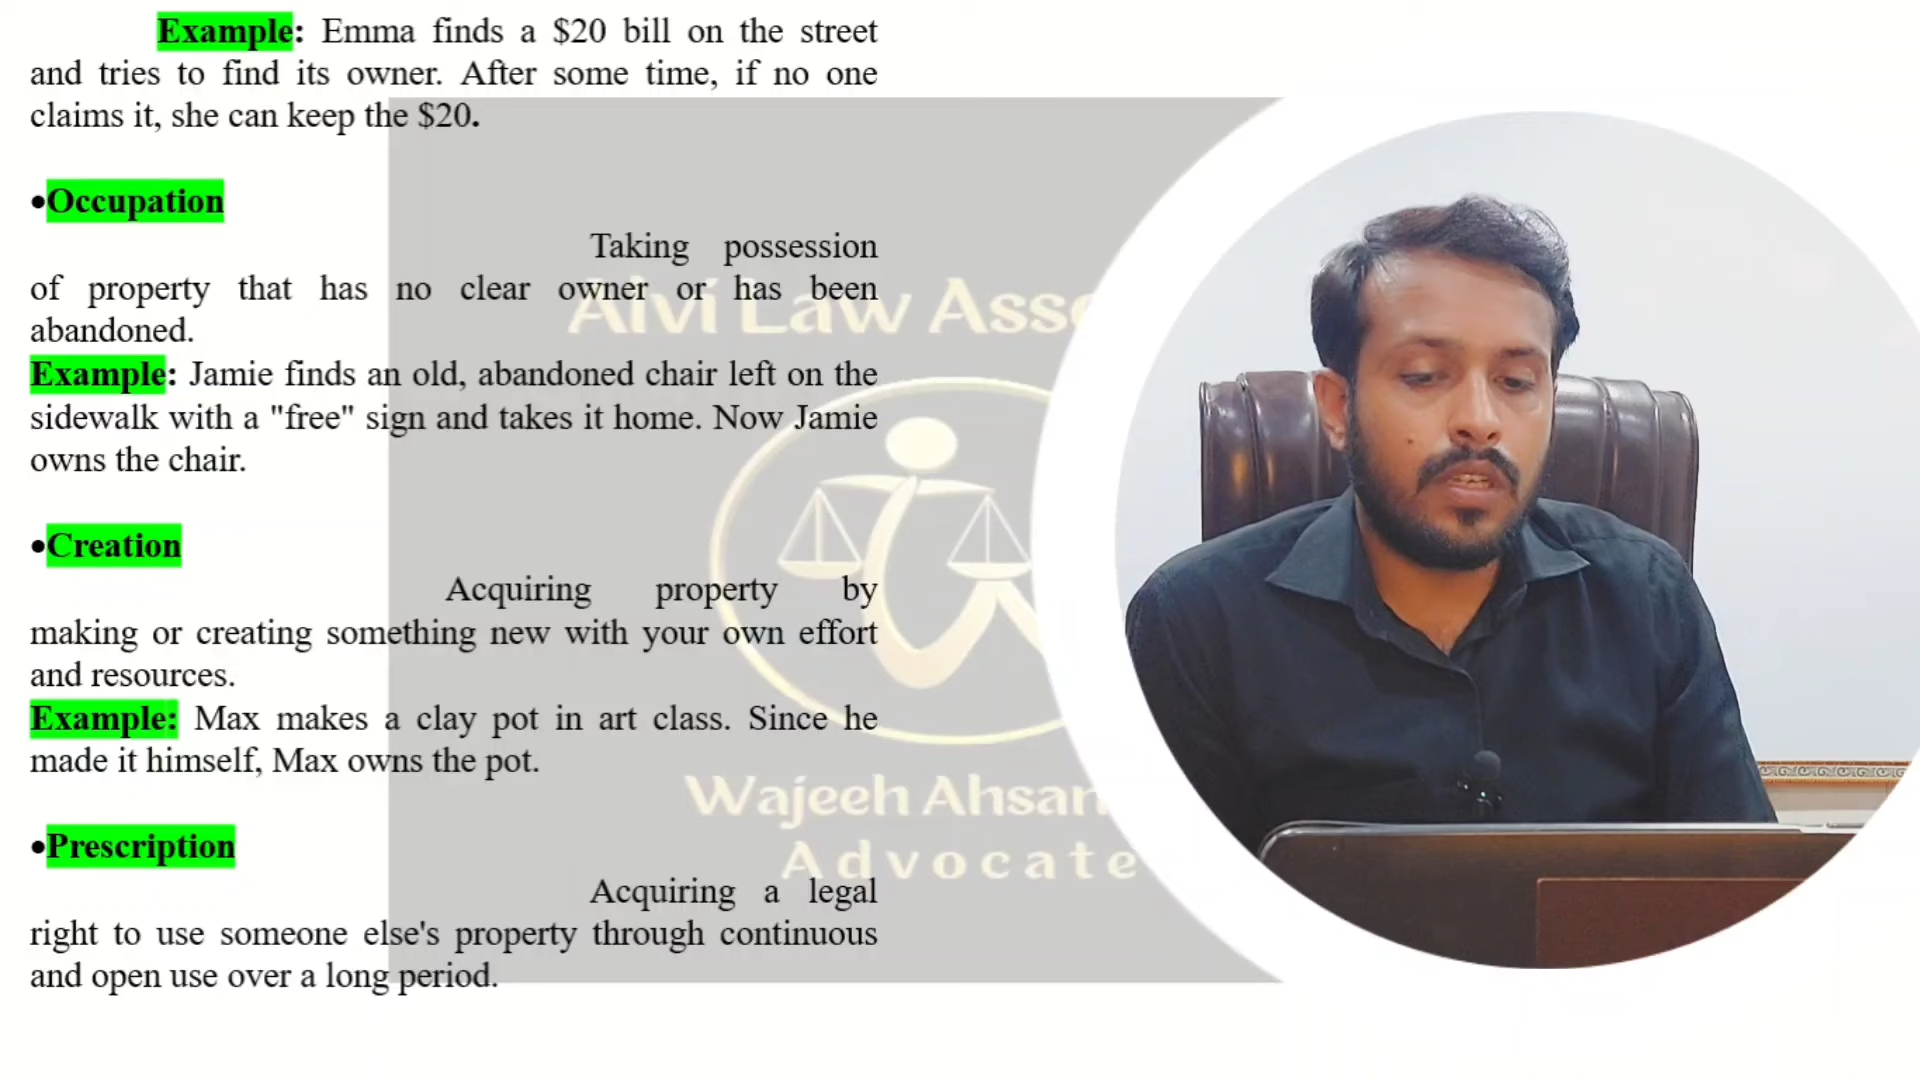 Example: Emma finds a $20 bill on the street
and tries to find its owner. After some time, if no one
claims it, she can keep the $20.
•Occupation
Taking possession
of property that has no clear owner or has been
abandoned.
Example: Jamie finds an old, abandoned chair left on the
sidewalk with a "free" sign and takes it home. Now Jamie
owns the chair.
•Creation
Acquiring property by
making or creating something new with your own effort
and resources.
Example: Max makes a clay pot in art class. Since he
made it himself, Max owns the pot.
•Prescription
Acquiring a legal
right to use someone else's property through continuous
and open use over a long period.
Law
Wajeeh Ahsan
Advocate